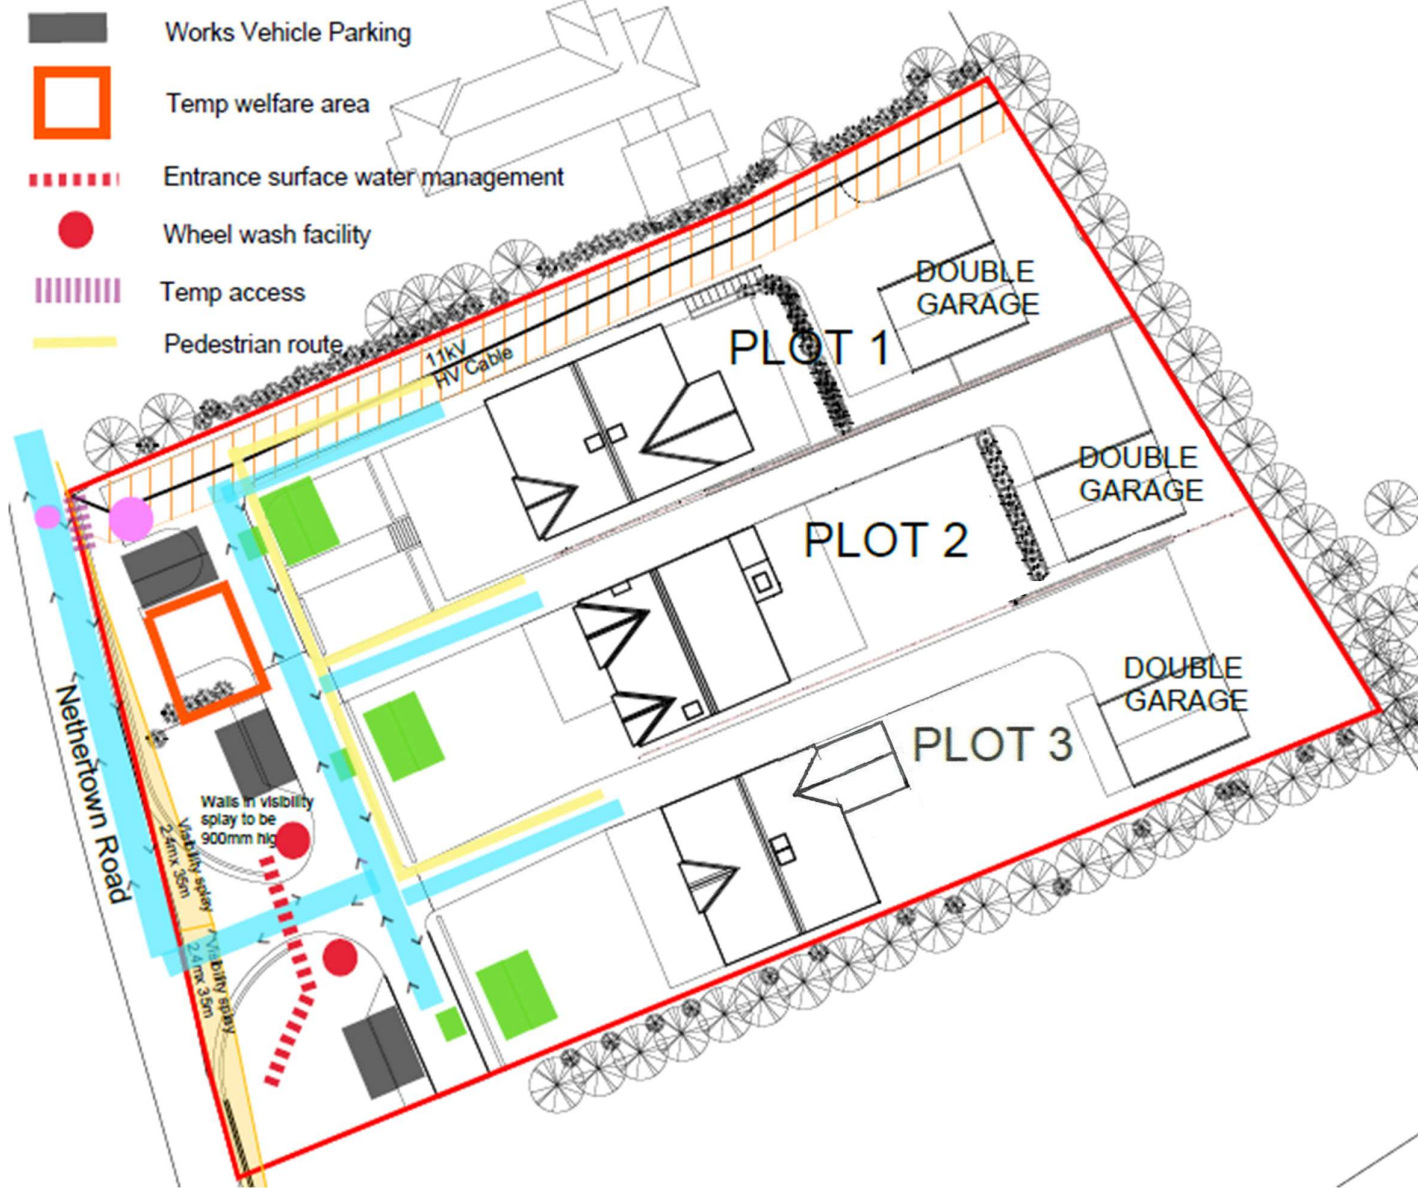 Works Vehicle Parking
Temp welfare area
Entrance surface water management
Wheel wash facility
Temp access
Pedestrian route
11kV
HV Cable
DOUBLE
GARAGE
PLOT 1
DOUBLE
GARAGE
PLOT 2
DOUBLE
GARAGE
PLOT 3
Nethertown Road
Walls in visibility
splay to be
900mm hig
Visibility splay
2.4m x 35m
Visibility splay
2.4m x 35m